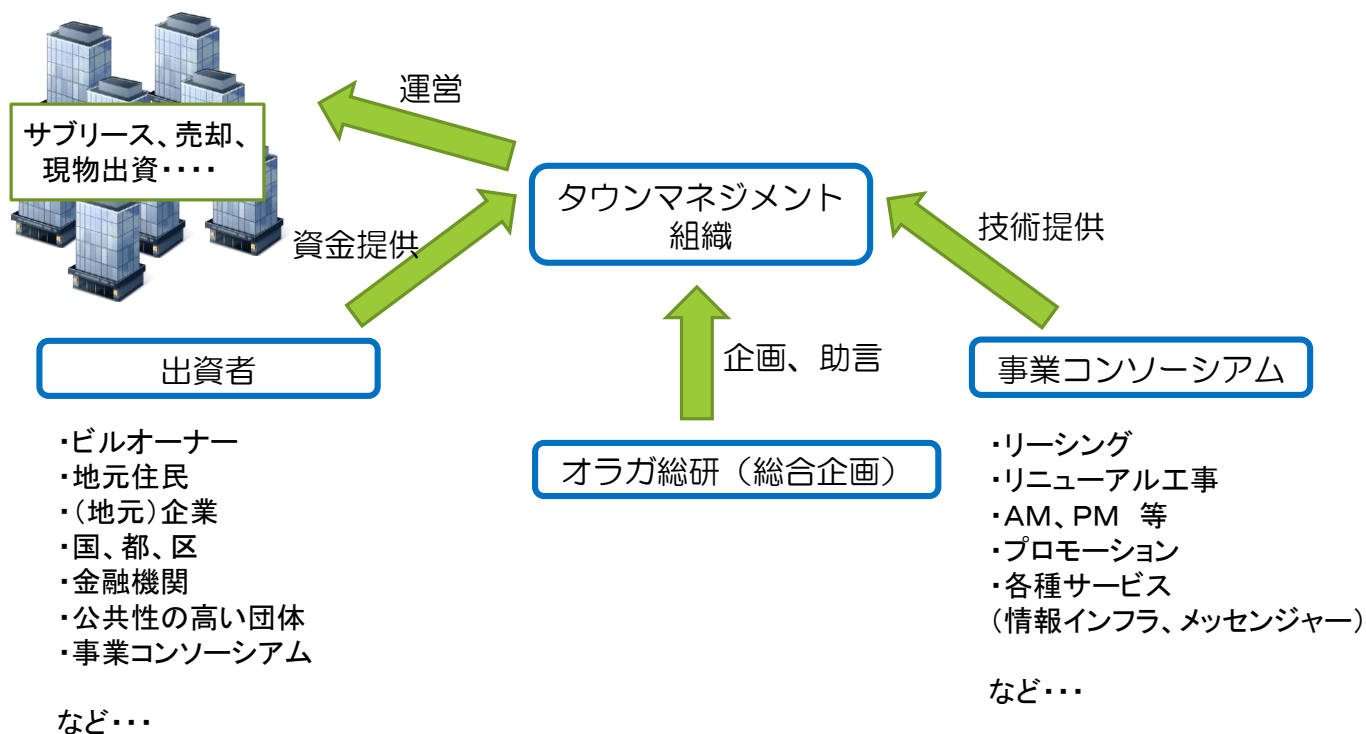 運営
サブリース、売却、
現物出資・・・・
タウンマネジメント
組織
資金提供
技術提供
出資者
企画、助言
事業コンソーシアム
・ビルオーナー
・地元住民
・(地元)企業
・国、都、区
・金融機関
・公共性の高い団体
・事業コンソーシアム
など・・・
オラガ総研（総合企画）
・リーシング
・リニューアル工事
・ＡＭ、ＰＭ 等
・プロモーション
・各種サービス
(情報インフラ、メッセンジャー)
など・・・